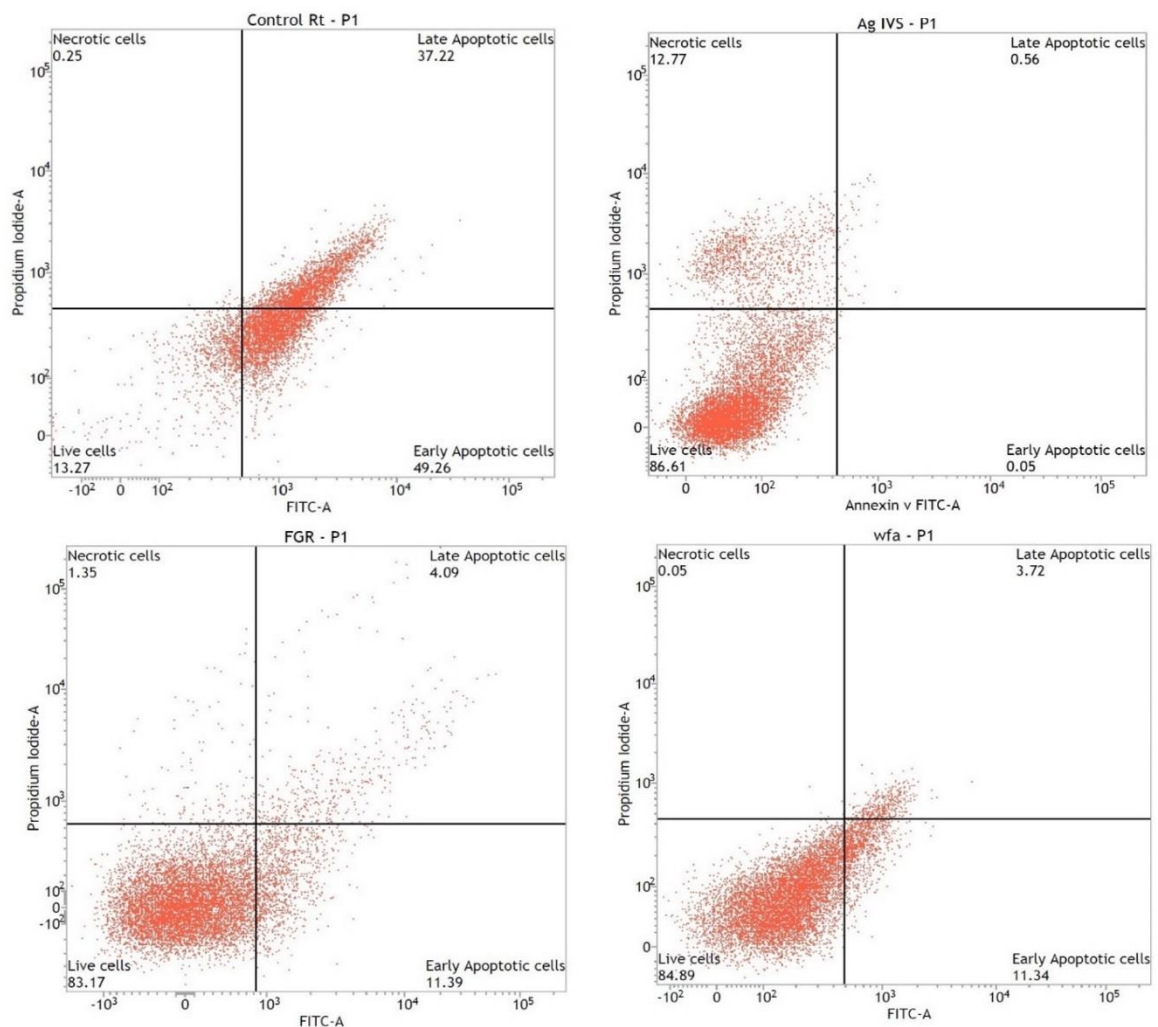 Control Rt - P1
Necrotic cells
0.25
Late Apoptotic cells
37.22
10^5
10^4
10^3
10^2
0
Propidium Iodide-A
Live cells
13.27
Early Apoptotic cells
49.26
-10^2 0 10^2 10^3 10^4 10^5
FITC-A
Ag IVS - P1
Necrotic cells
12.77
Late Apoptotic cells
0.56
10^5
10^4
10^3
10^2
0
Propidium Iodide-A
Live cells
86.61
Early Apoptotic cells
0.05
0 10^2 10^3 10^4 10^5
Annexin v FITC-A
FGR - P1
Necrotic cells
1.35
Late Apoptotic cells
4.09
10^5
10^4
10^3
10^2
0
-10^2
Propidium Iodide-A
Live cells
83.17
Early Apoptotic cells
11.39
-10^3 0 10^3 10^4 10^5
FITC-A
wfa - P1
Necrotic cells
0.05
Late Apoptotic cells
3.72
10^5
10^4
10^3
10^2
0
Propidium Iodide-A
Live cells
84.89
Early Apoptotic cells
11.34
-10^2 0 10^2 10^3 10^4 10^5
FITC-A